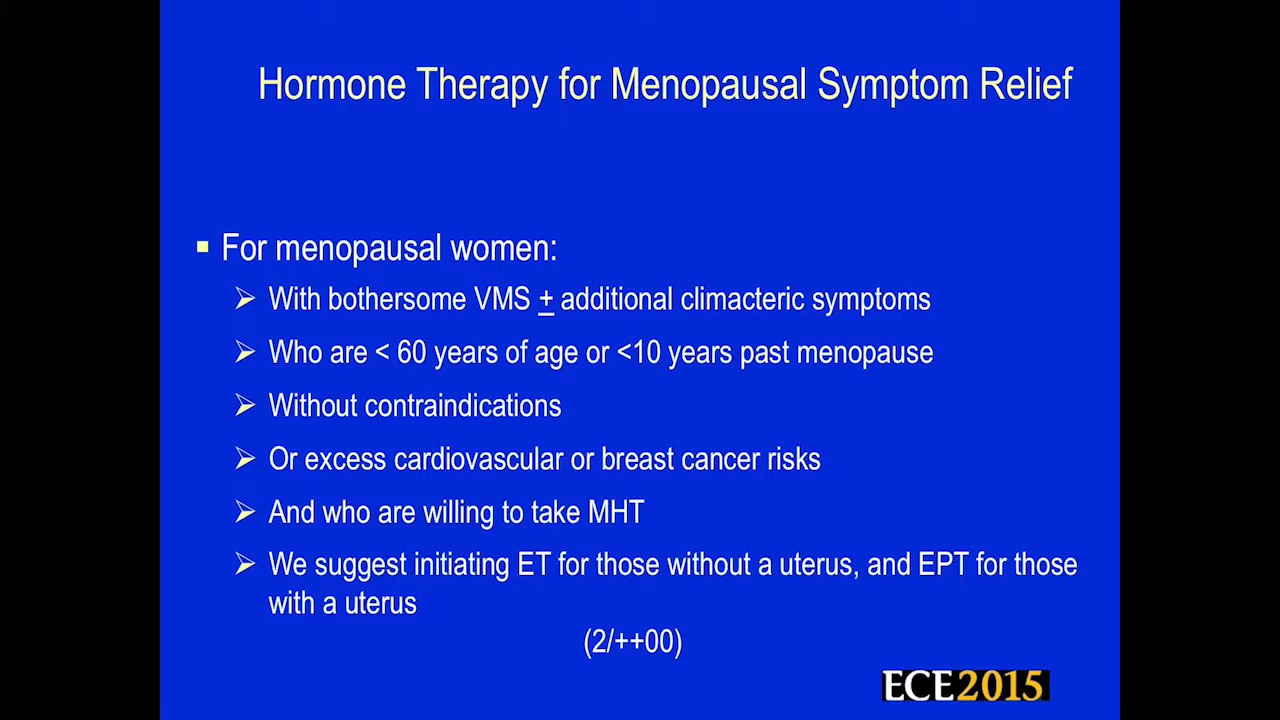 Hormone Therapy for Menopausal Symptom Relief
For menopausal women:
With bothersome VMS + additional climacteric symptoms
Who are < 60 years of age or <10 years past menopause
Without contraindications
Or excess cardiovascular or breast cancer risks
And who are willing to take MHT
We suggest initiating ET for those without a uterus, and EPT for those
with a uterus
(2/++00)
ECE2015